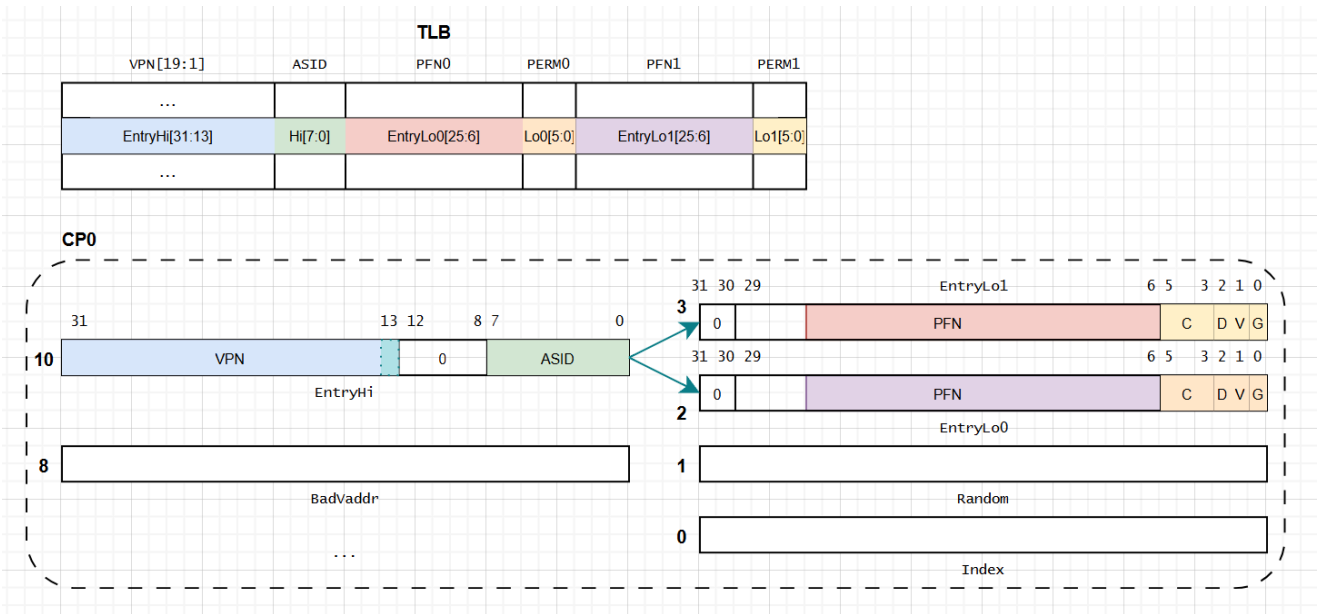 TLB
VPN[19:1] ASID PFN0 PERM0 PFN1 PERM1
...
EntryHi[31:13] Hi[7:0] EntryLo0[25:6] Lo0[5:0] EntryLo1[25:6] Lo1[5:0]
...
CP0
31 30 29 EntryLo1 6 5 3 2 1 0
3
0 PFN C D V G
31 13 12 8 7 0
10 VPN 0 ASID
EntryHi
31 30 29 6 5 3 2 1 0
0 PFN C D V G
2
EntryLo0
8
BadVaddr
1
Random
...
0
Index